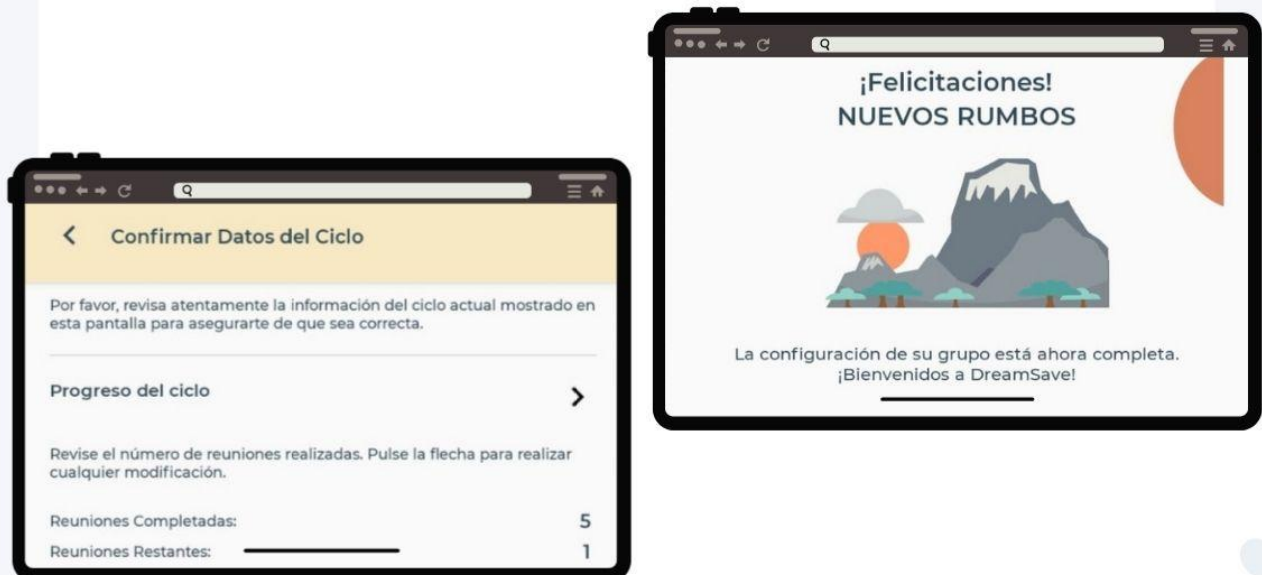 ¡Felicitaciones!
NUEVOS RUMBOS
La configuración de su grupo está ahora completa.
¡Bienvenidos a DreamSave!
Confirmar Datos del Ciclo
Por favor, revisa atentamente la información del ciclo actual mostrado en
esta pantalla para asegurarte de que sea correcta.
Progreso del ciclo
Revise el número de reuniones realizadas. Pulse la flecha para realizar
cualquier modificación.
Reuniones Completadas: 5
Reuniones Restantes: 1